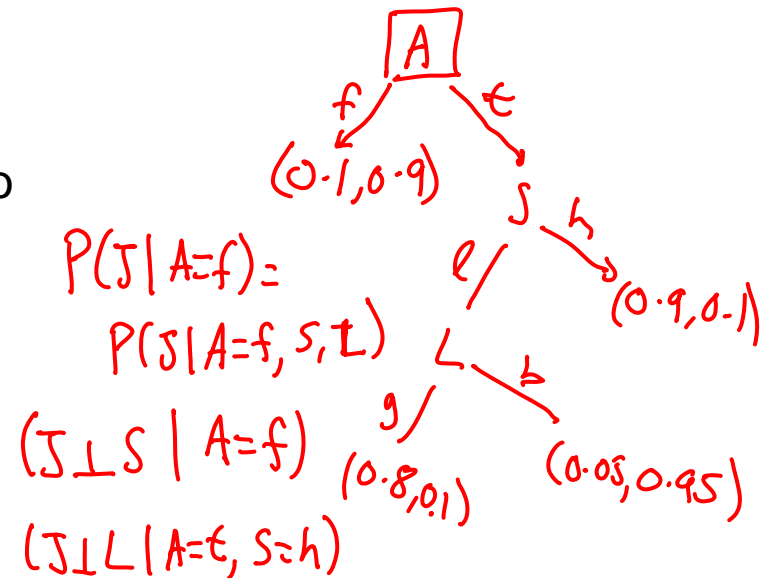 A
f t
(0.1,0.9)
o
S
P(J | A=f)=
l h
(0.9,0.1)
P(J | A=f, S, L)
L
g b
(J⊥S | A=f)
(0.8,0.1)
(0.05,0.95)
(J⊥L | A=t, S=h)